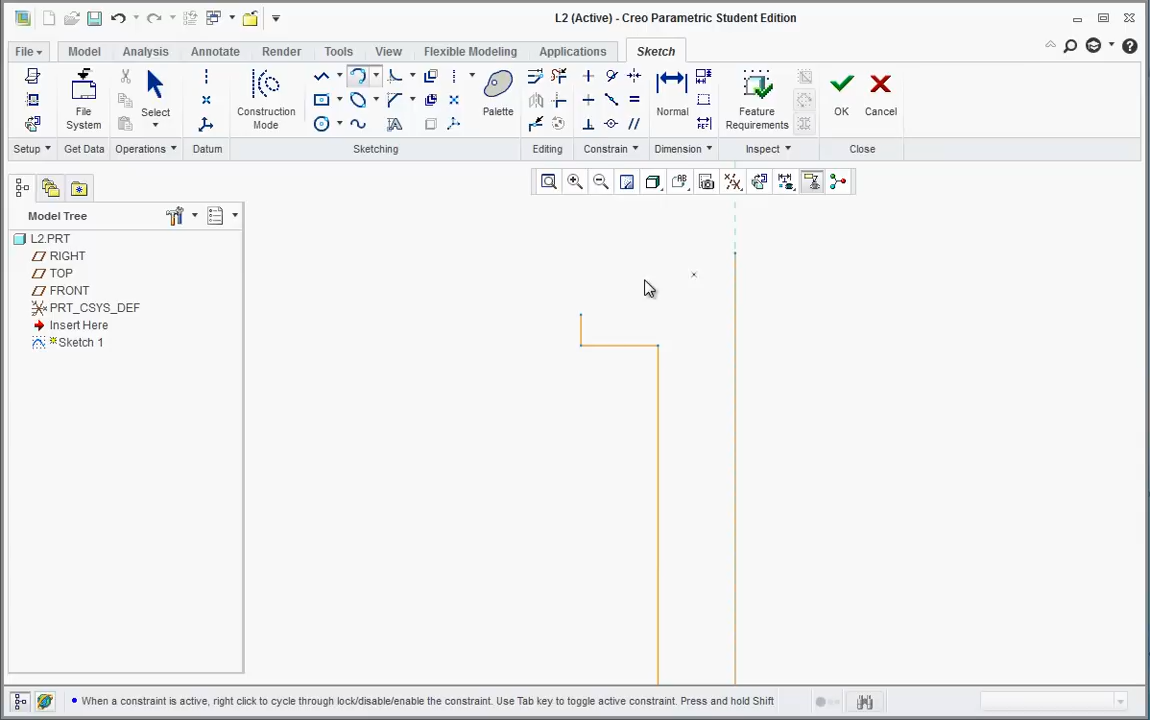 L2 (Active) - Creo Parametric Student Edition
File Model Analysis Annotate Render Tools View Flexible Modeling Applications Sketch
File System
Select
Construction Mode
Palette
Normal
Feature Requirements
OK
Cancel
Setup Get Data Operations Datum Sketching Editing Constrain Dimension Inspect Close
Model Tree
L2.PRT
RIGHT
TOP
FRONT
PRT_CSYS_DEF
Insert Here
Sketch 1
When a constraint is active, right click to cycle through lock/disable/enable the constraint. Use Tab key to toggle active constraint. Press and hold Shift